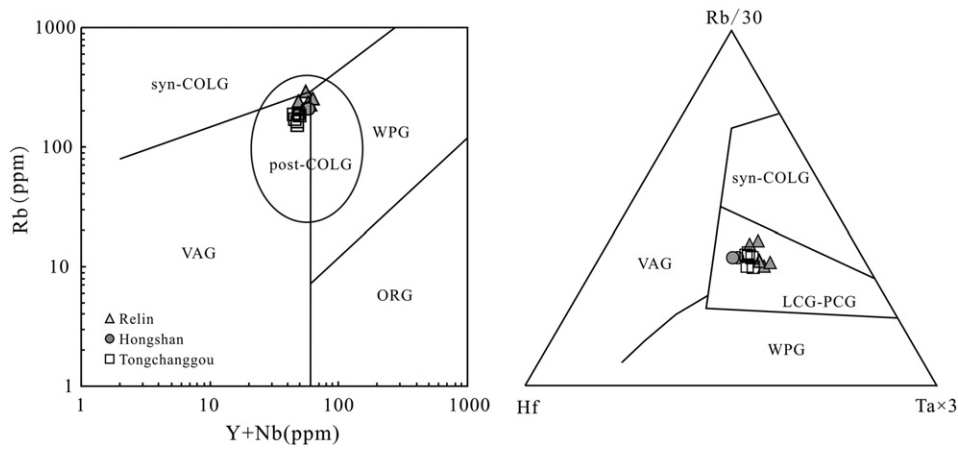 1000
100
10
1
Rb (ppm)
syn-COLG
WPG
post-COLG
VAG
ORG
Relin
Hongshan
Tongchanggou
1
10
100
1000
Y+Nb(ppm)
Rb/30
syn-COLG
VAG
LCG-PCG
WPG
Hf
Ta×3